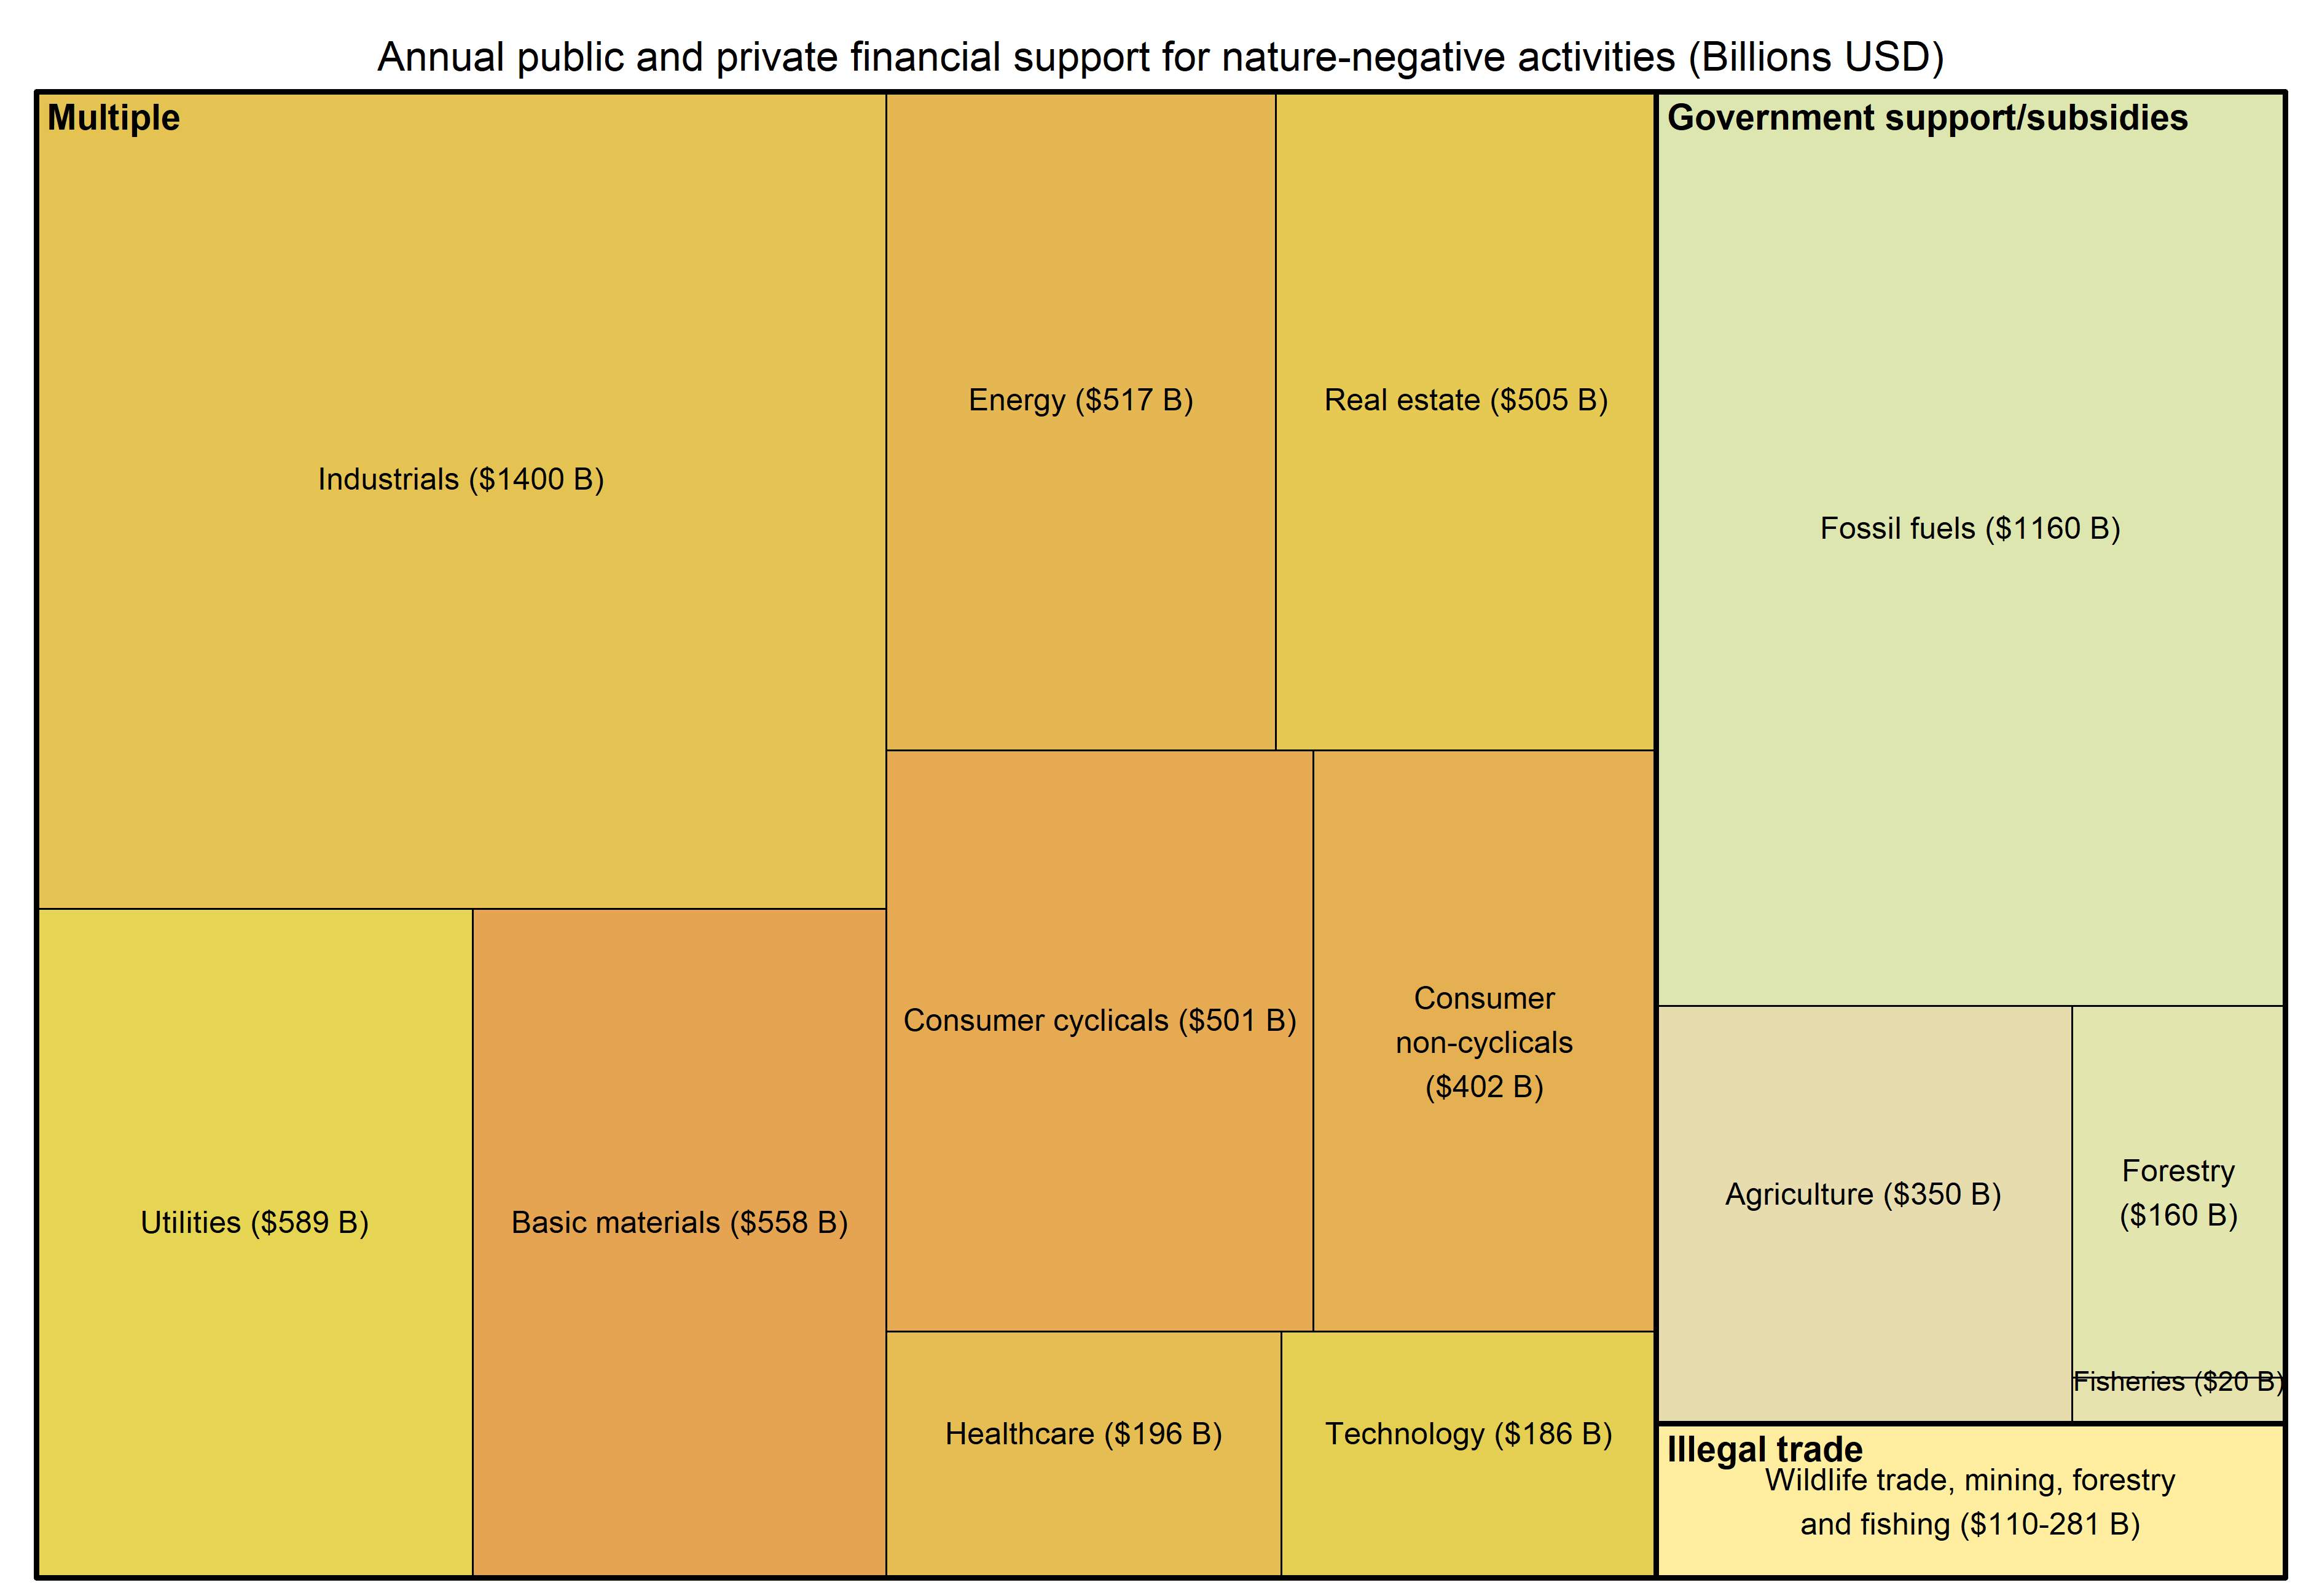 Annual public and private financial support for nature-negative activities (Billions USD)
Multiple
Industrials ($1400 B)
Energy ($517 B)
Real estate ($505 B)
Utilities ($589 B)
Basic materials ($558 B)
Consumer cyclicals ($501 B)
Consumer
non-cyclicals
($402 B)
Healthcare ($196 B)
Technology ($186 B)
Government support/subsidies
Fossil fuels ($1160 B)
Agriculture ($350 B)
Forestry
($160 B)
Fisheries ($20 B)
Illegal trade
Wildlife trade, mining, forestry
and fishing ($110-281 B)